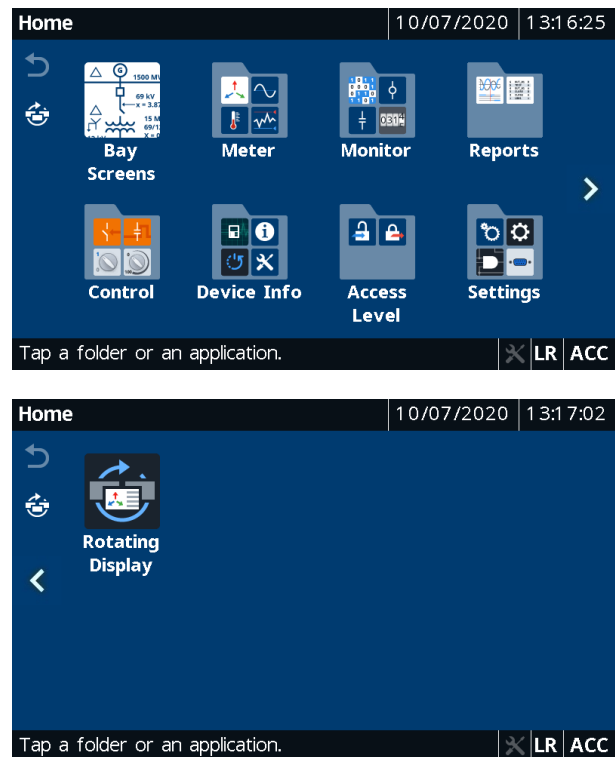 Home 10/07/2020 13:16:25
G
1500 MV
69 kV
x = 3.87
15 M
69/13
Bay Screens
Meter
Monitor
Reports
Control
Device Info
Access Level
Settings
Tap a folder or an application. LR ACC
Home 10/07/2020 13:17:02
Rotating Display
Tap a folder or an application. LR ACC